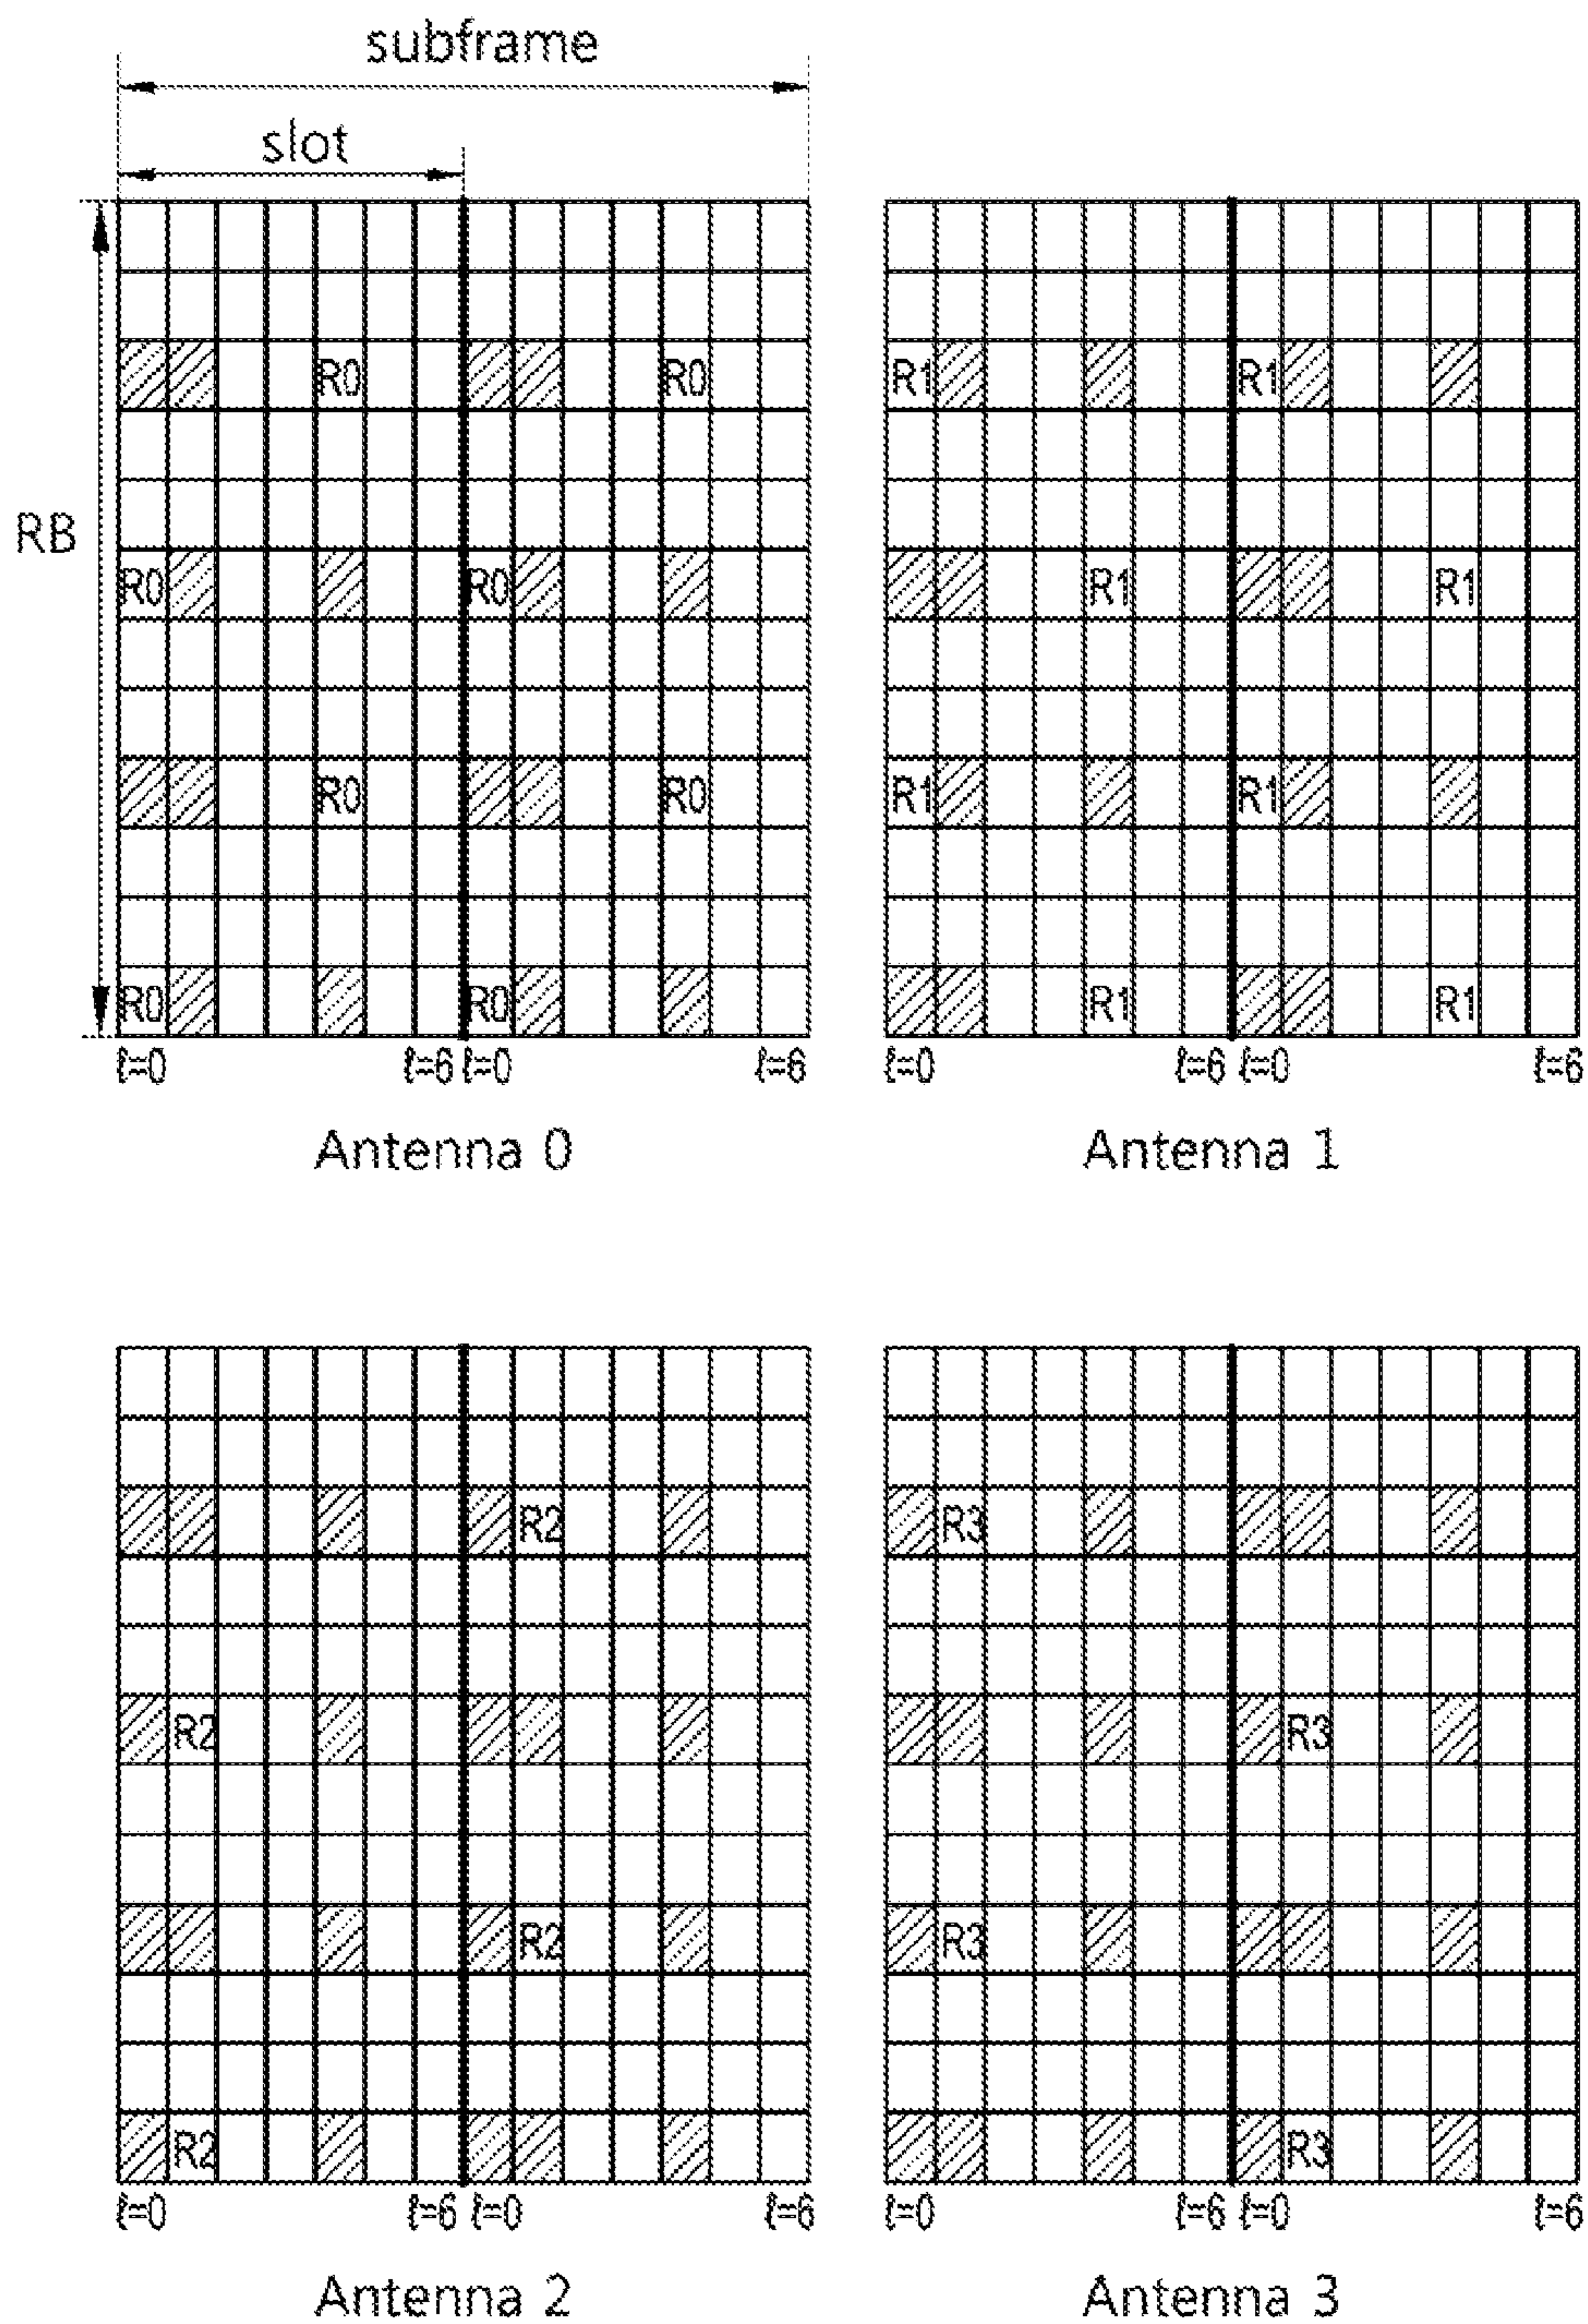 subframe
slot
RB
R0 R0
R1 R1
R0 R0
R1 R1
R0 R0
R1 R1
R0 R0
R1 R1
ℓ=0 ℓ=6 ℓ=0 ℓ=6
ℓ=0 ℓ=6 ℓ=0 ℓ=6
Antenna 0
Antenna 1
R2
R3
R2
R3
R2
R3
R2
R3
ℓ=0 ℓ=6 ℓ=0 ℓ=6
ℓ=0 ℓ=6 ℓ=0 ℓ=6
Antenna 2
Antenna 3